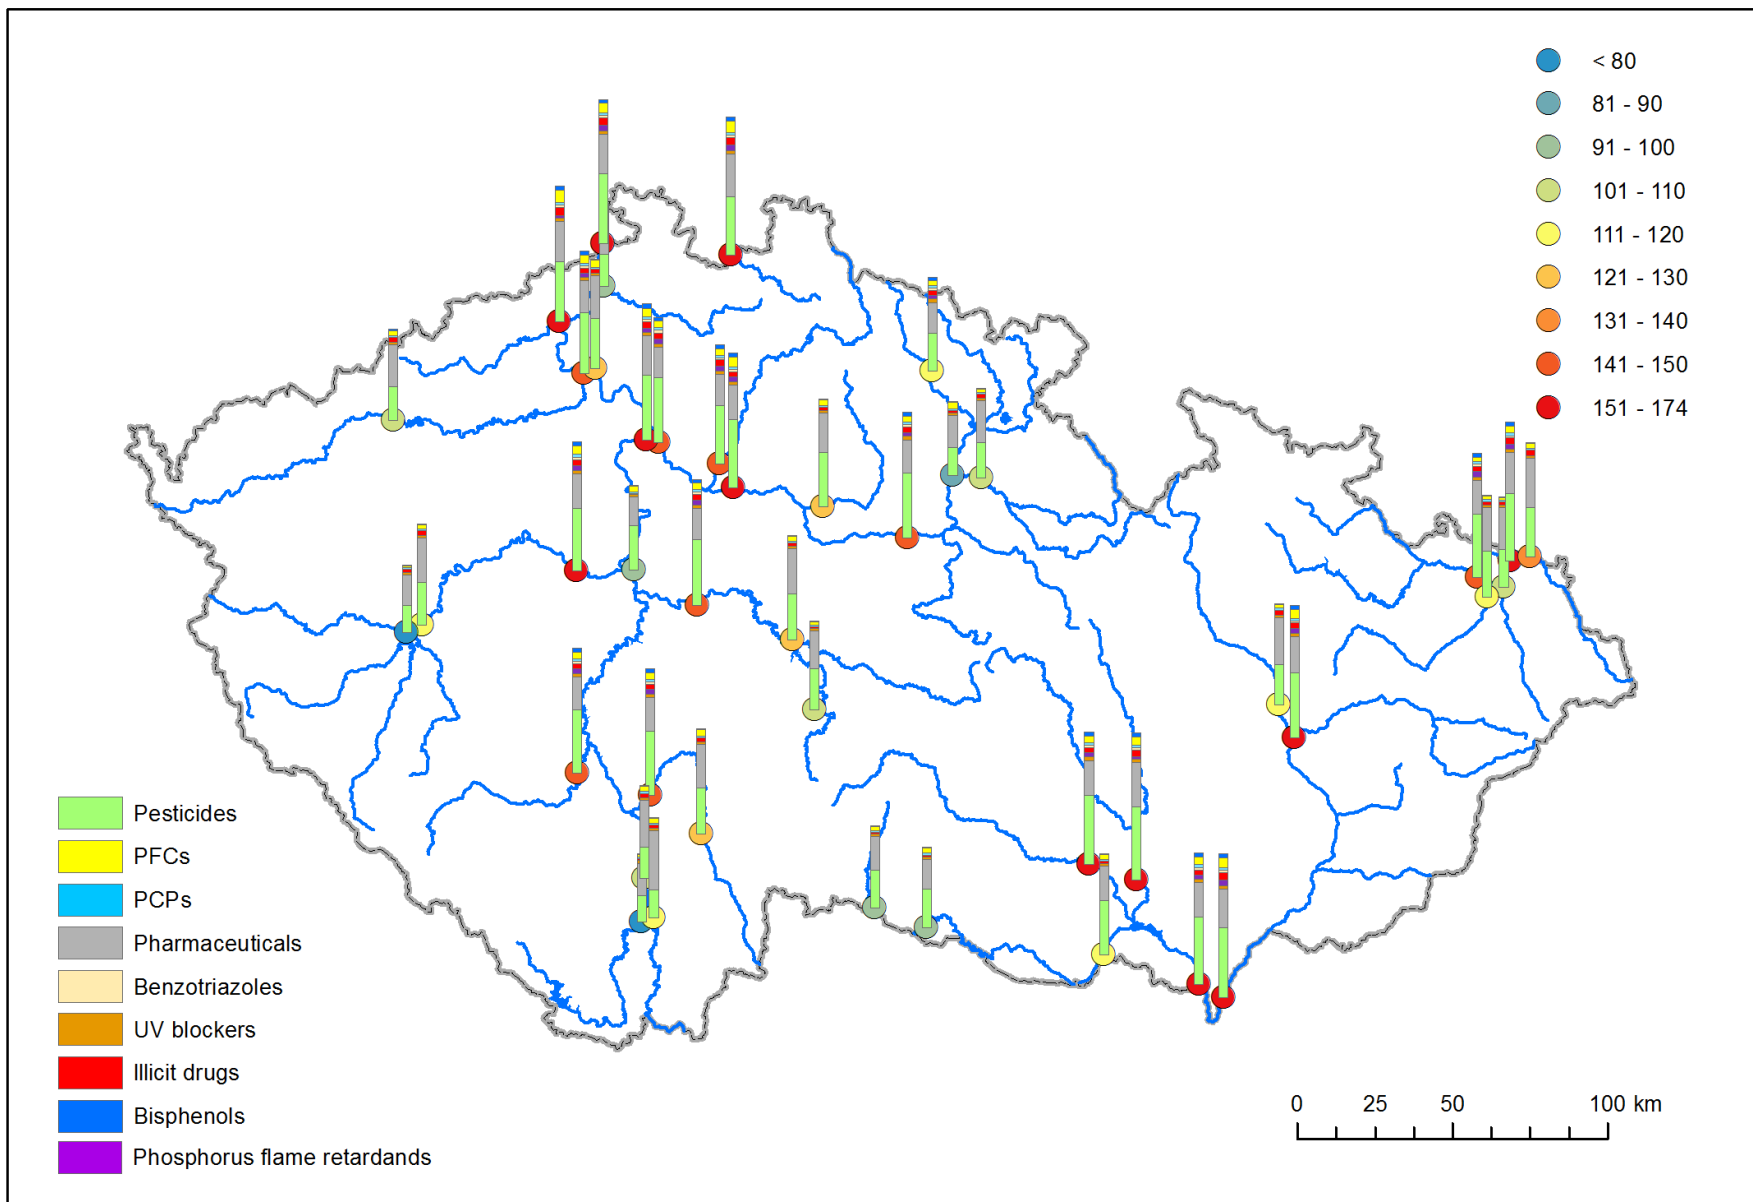 < 80
81 - 90
91 - 100
101 - 110
111 - 120
121 - 130
131 - 140
141 - 150
151 - 174
Pesticides
PFCs
PCPs
Pharmaceuticals
Benzotriazoles
UV blockers
Illicit drugs
Bisphenols
Phosphorus flame retardands
0 25 50 100 km